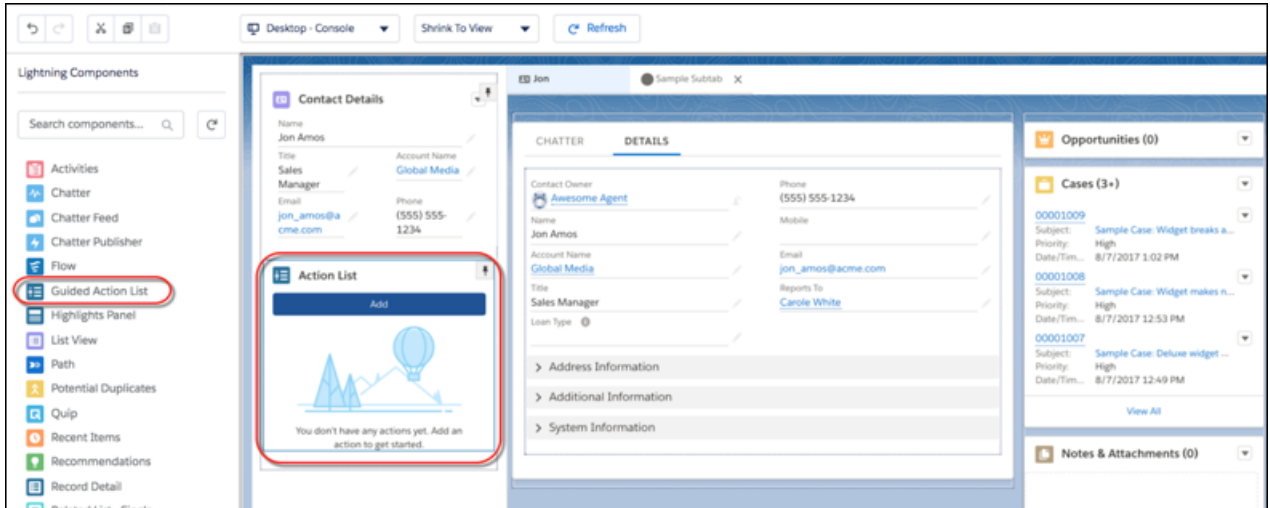 Desktop - Console
Shrink To View
Refresh
Lightning Components
Search components...
Activities
Chatter
Chatter Feed
Chatter Publisher
Flow
Guided Action List
Highlights Panel
List View
Path
Potential Duplicates
Quip
Recent Items
Recommendations
Record Detail
Contact Details
Name
Jon Amos
Title
Account Name
Sales
Global Media
Manager
Email
Phone
jon_amos@a
(555) 555-
cme.com
1234
Action List
Add
You don't have any actions yet. Add an
action to get started.
Jon
Sample Subtab
CHATTER
DETAILS
Contact Owner
Phone
Awesome Agent
(555) 555-1234
Name
Mobile
Jon Amos
Account Name
Email
Global Media
jon_amos@acme.com
Title
Reports To
Sales Manager
Carole White
Loan Type
Address Information
Additional Information
System Information
Opportunities (0)
Cases (3+)
00001009
Subject: Sample Case: Widget breaks a...
Priority: High
Date/Tim... 8/7/2017 1:02 PM
00001008
Subject: Sample Case: Widget makes n...
Priority: High
Date/Tim... 8/7/2017 12:53 PM
00001007
Subject: Sample Case: Deluxe widget ...
Priority: High
Date/Tim... 8/7/2017 12:49 PM
View All
Notes & Attachments (0)